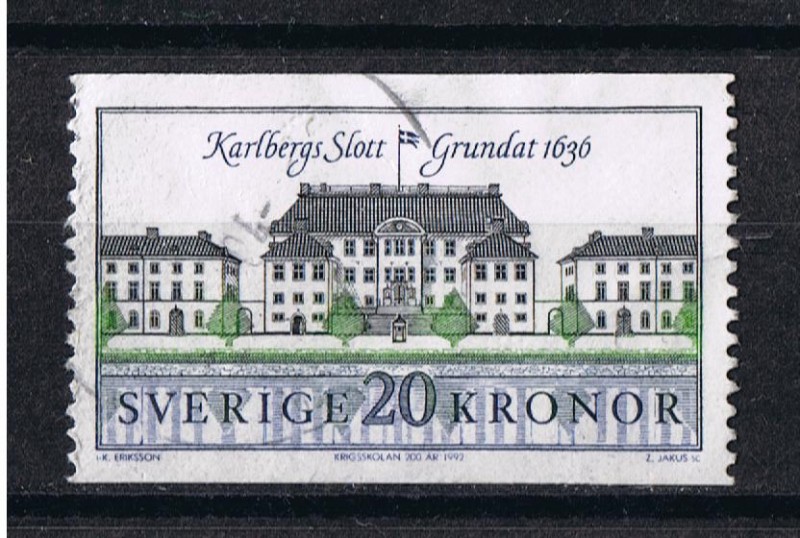 Karlbergs Slott Grundat 1636
SVERIGE 20 KRONOR
I-K. ERIKSSON KRIGSSKOLAN 200 ÅR 1992 Z. JAKUS SC